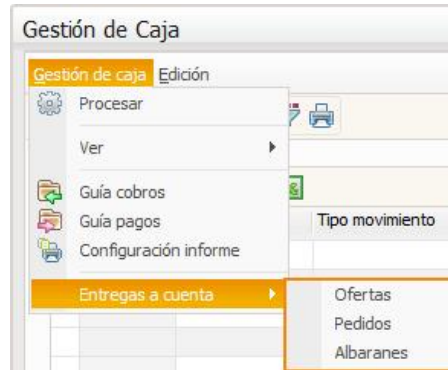 Gestión de Caja
Gestión de caja Edición
Procesar
Ver
Guía cobros
Guía pagos
Tipo movimiento
Configuración informe
Entregas a cuenta
Ofertas
Pedidos
Albaranes